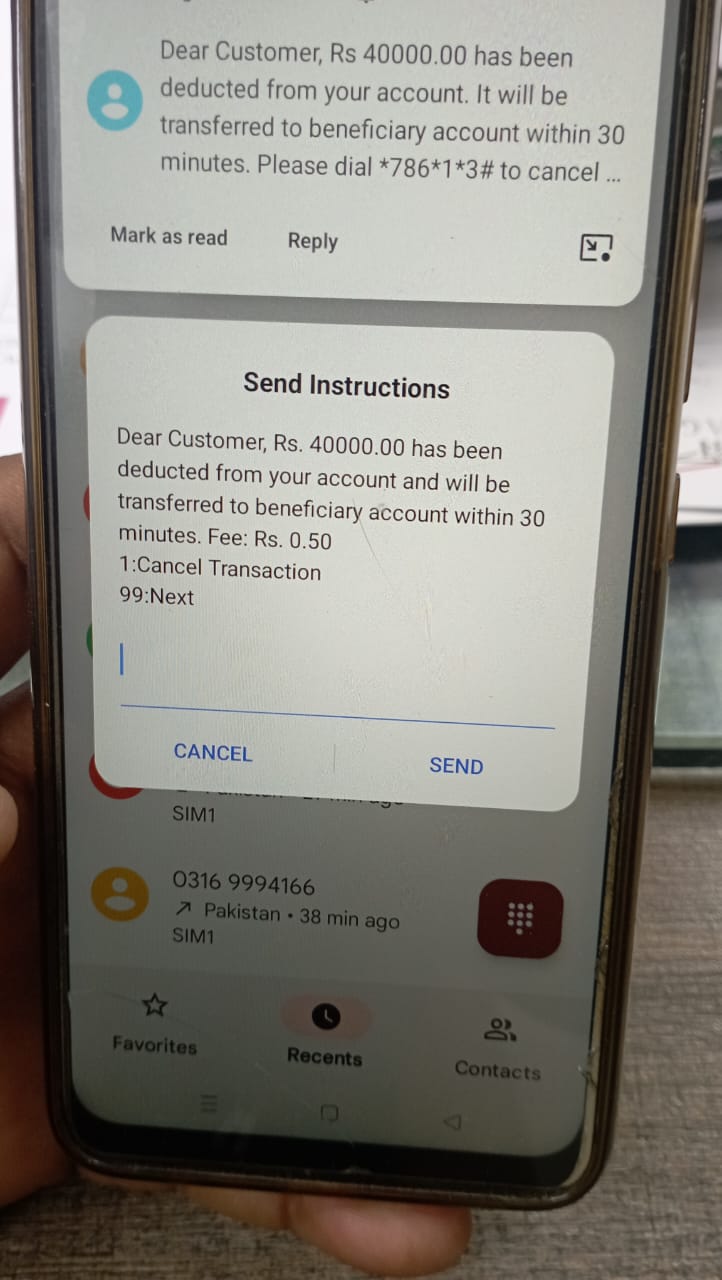 Dear Customer, Rs 40000.00 has been
deducted from your account. It will be
transferred to beneficiary account within 30
minutes. Please dial *786*1*3# to cancel ...
Mark as read Reply
Send Instructions
Dear Customer, Rs. 40000.00 has been
deducted from your account and will be
transferred to beneficiary account within 30
minutes. Fee: Rs. 0.50
1:Cancel Transaction
99:Next
CANCEL SEND
SIM1
0316 9994166
Pakistan • 38 min ago
SIM1
Favorites Recents Contacts